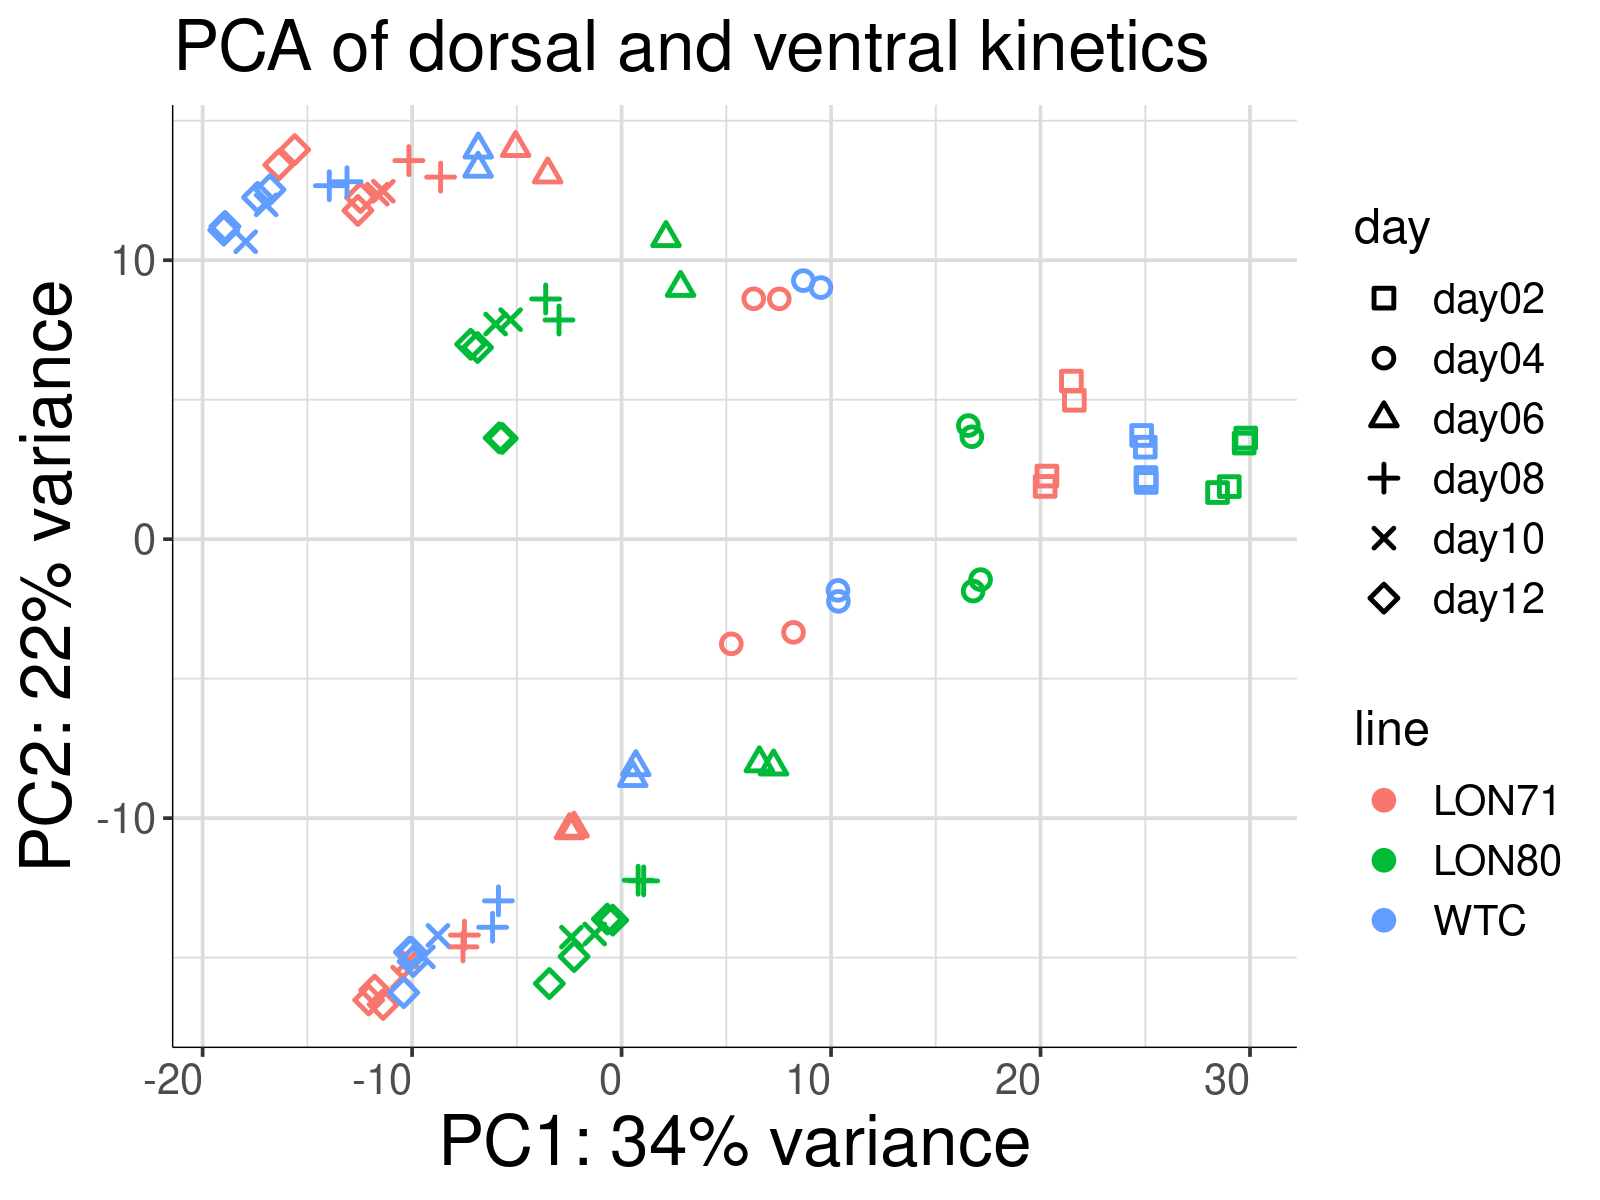 PCA of dorsal and ventral kinetics
PC2: 22% variance
10
0
-10
-20
-10
0
10
20
30
PC1: 34% variance
day
day02
day04
day06
day08
day10
day12
line
LON71
LON80
WTC